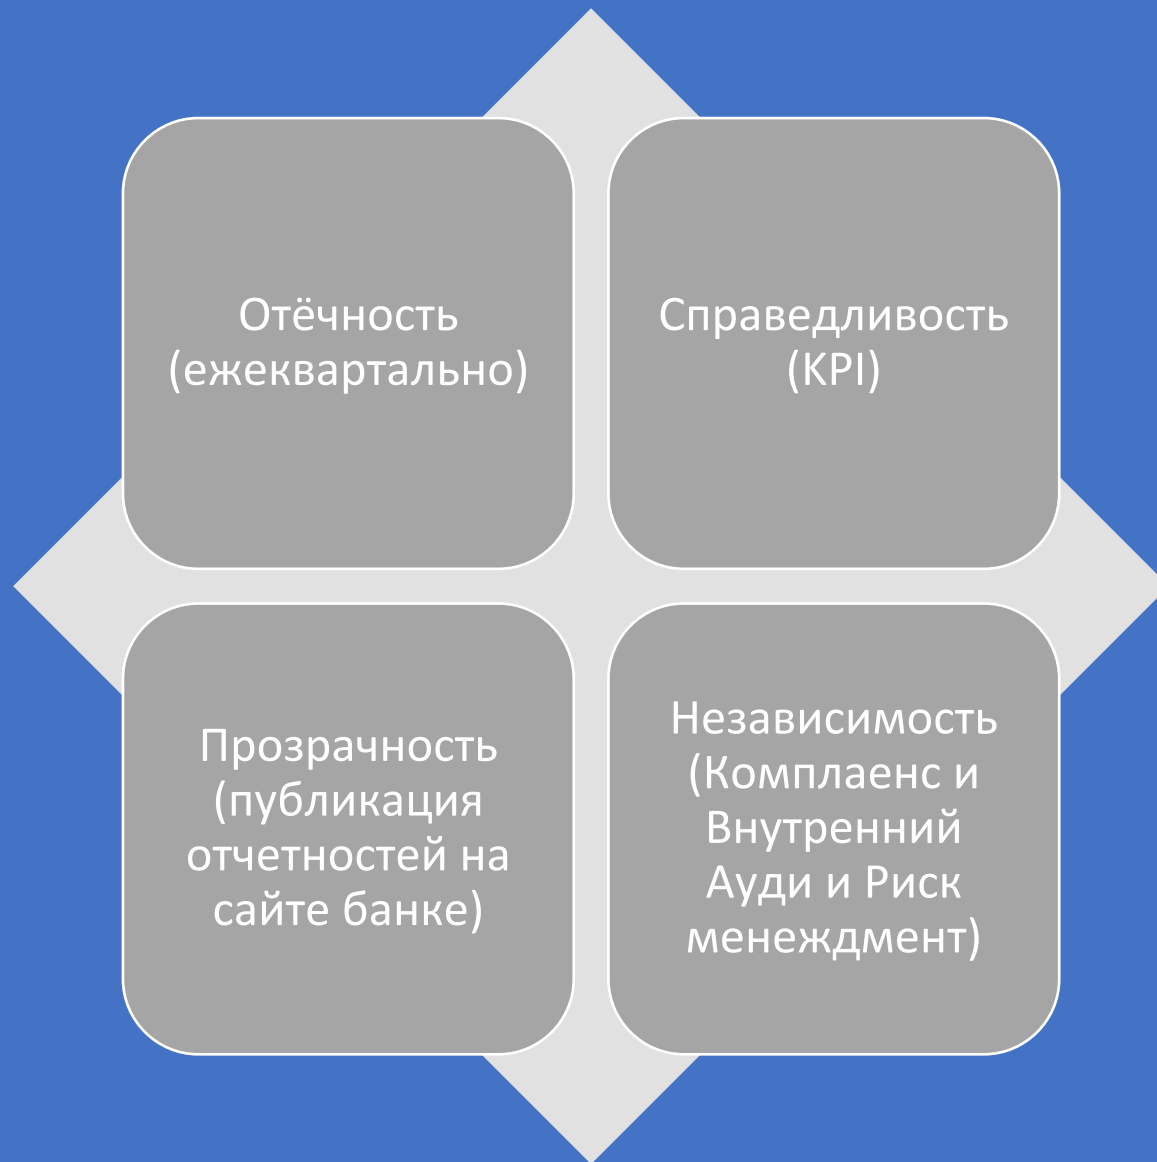 Отёчность
(ежеквартально)
Справедливость
(KPI)
Прозрачность
(публикация
отчетностей на
сайте банке)
Независимость
(Комплаенс и
Внутренний
Ауди и Риск
менеждмент)